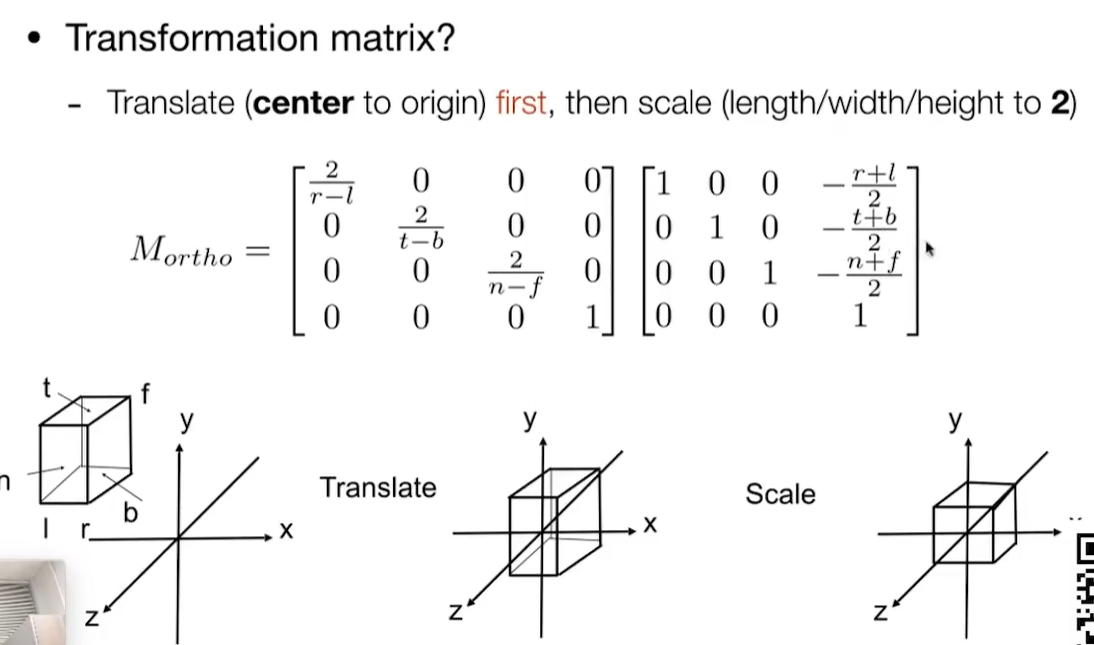 • Transformation matrix?
- Translate (center to origin) first, then scale (length/width/height to 2)
M_{ortho} = \begin{bmatrix} \frac{2}{r-l} & 0 & 0 & 0 \\ 0 & \frac{2}{t-b} & 0 & 0 \\ 0 & 0 & \frac{2}{n-f} & 0 \\ 0 & 0 & 0 & 1 \end{bmatrix} \begin{bmatrix} 1 & 0 & 0 & -\frac{r+l}{2} \\ 0 & 1 & 0 & -\frac{t+b}{2} \\ 0 & 0 & 1 & -\frac{n+f}{2} \\ 0 & 0 & 0 & 1 \end{bmatrix}
t
f
n
b
l
r
y
x
z
Translate
y
x
z
Scale
y
z